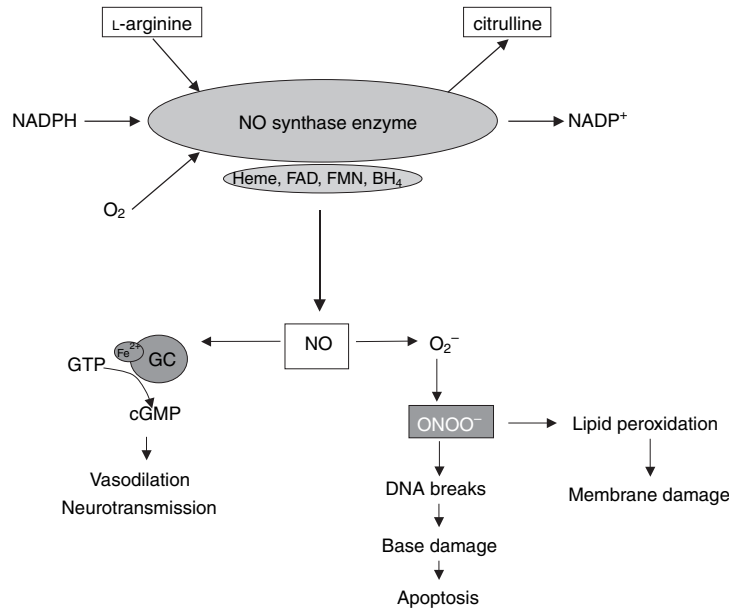 L-arginine
citrulline
NADPH
NO synthase enzyme
NADP⁺
Heme, FAD, FMN, BH₄
O₂
Fe²⁺
GC
NO
O₂⁻
GTP
cGMP
ONOO⁻
Lipid peroxidation
Vasodilation
Neurotransmission
DNA breaks
Membrane damage
Base damage
Apoptosis